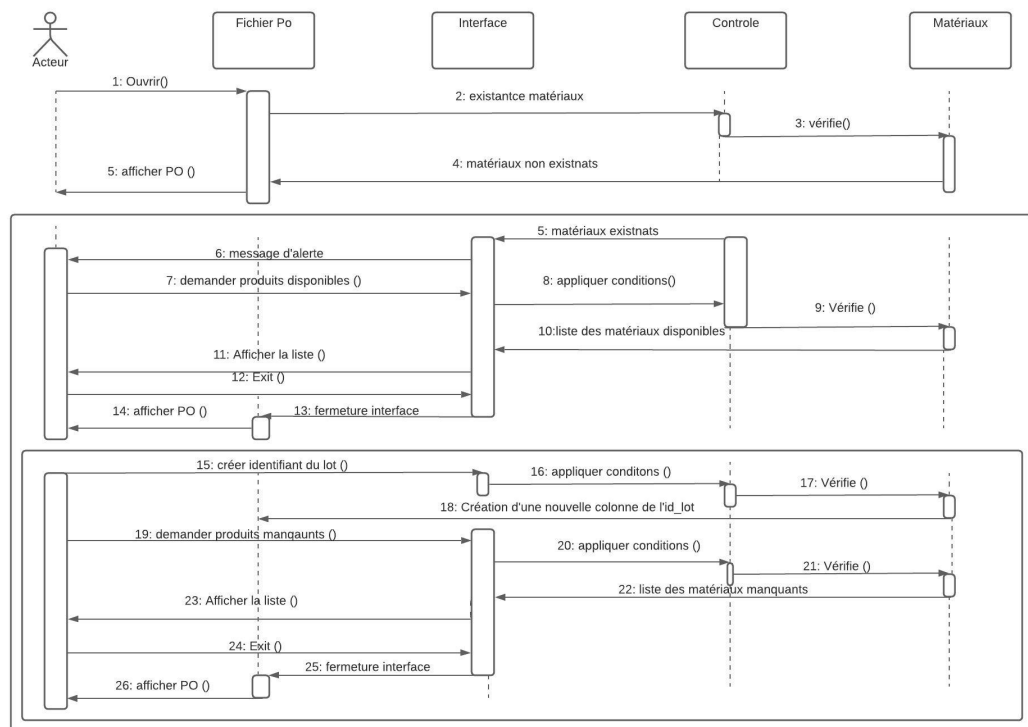 Fichier Po
Interface
Controle
Matériaux
Acteur
1: Ouvrir()
2: existantce matériaux
3: vérifie()
4: matériaux non existnats
5: afficher PO ()
5: matériaux existnats
6: message d'alerte
7: demander produits disponibles ()
8: appliquer conditions()
9: Vérifie ()
10:liste des matériaux disponibles
11: Afficher la liste ()
12: Exit ()
13: fermeture interface
14: afficher PO ()
15: créer identifiant du lot ()
16: appliquer conditons ()
17: Vérifie ()
18: Création d'une nouvelle colonne de l'id_lot
19: demander produits manqaunts ()
20: appliquer conditions ()
21: Vérifie ()
22: liste des matériaux manquants
23: Afficher la liste ()
24: Exit ()
25: fermeture interface
26: afficher PO ()